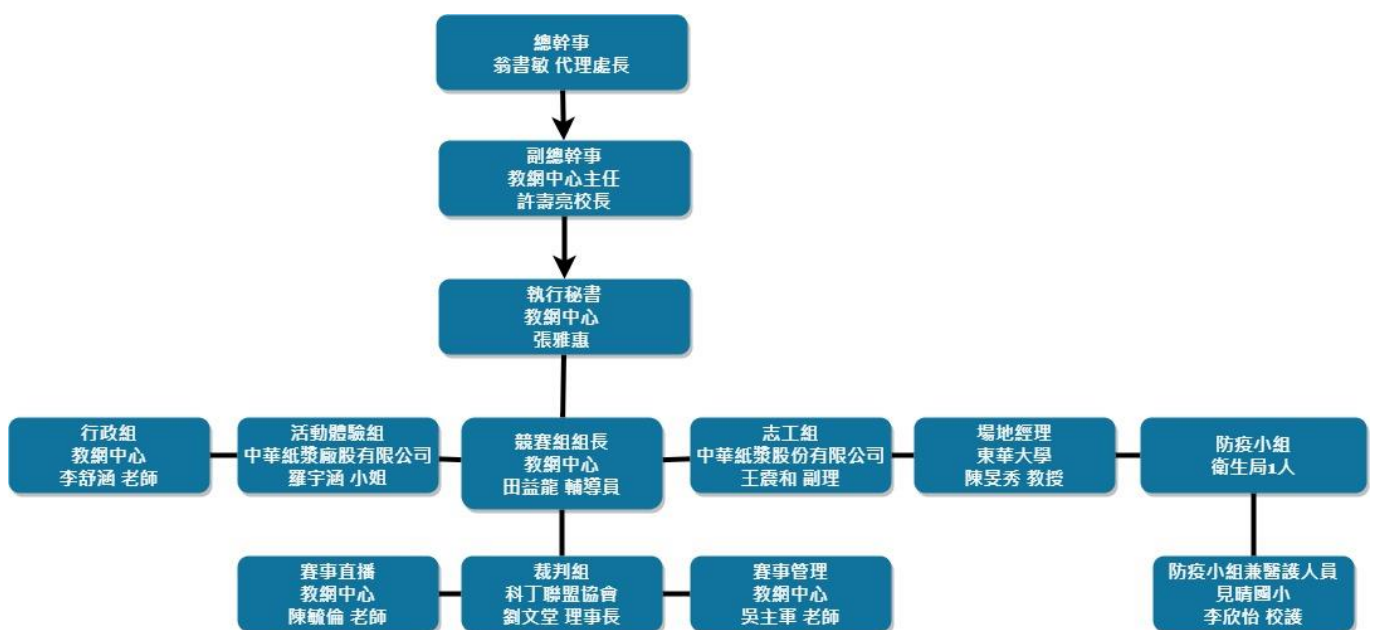 總幹事
翁書敏 代理處長
副總幹事
教網中心主任
許壽亮校長
執行秘書
教網中心
張雅惠
行政組
教網中心
李舒涵 老師
活動體驗組
中華紙漿廠股有限公司
羅宇涵 小姐
競賽組組長
教網中心
田益龍 輔導員
志工組
中華紙漿股份有限公司
王震和 副理
場地經理
東華大學
陳旻秀 教授
防疫小組
衛生局1人
賽事直播
教網中心
陳毓倫 老師
裁判組
科丁聯盟協會
劉文堂 理事長
賽事管理
教網中心
吳主軍 老師
防疫小組兼醫護人員
見晴國小
李欣怡 校護